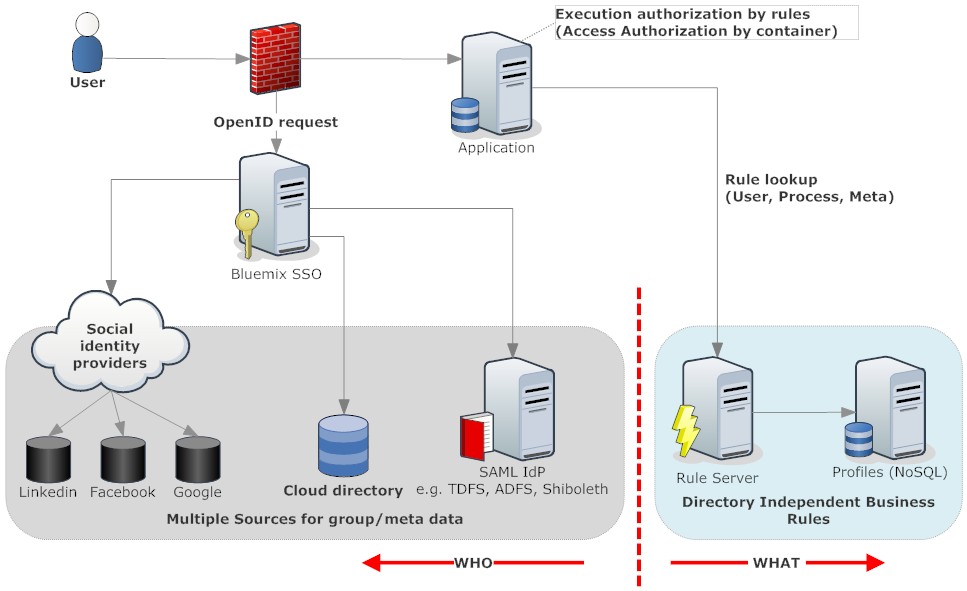 Execution authorization by rules
(Access Authorization by container)
User
OpenID request
Application
Rule lookup
(User, Process, Meta)
Bluemix SSO
Social
identity
providers
Linkedin
Facebook
Google
Cloud directory
SAML IdP
e.g. TDFS, ADFS, Shiboleth
Multiple Sources for group/meta data
Rule Server
Profiles (NoSQL)
Directory Independent Business
Rules
WHO
WHAT